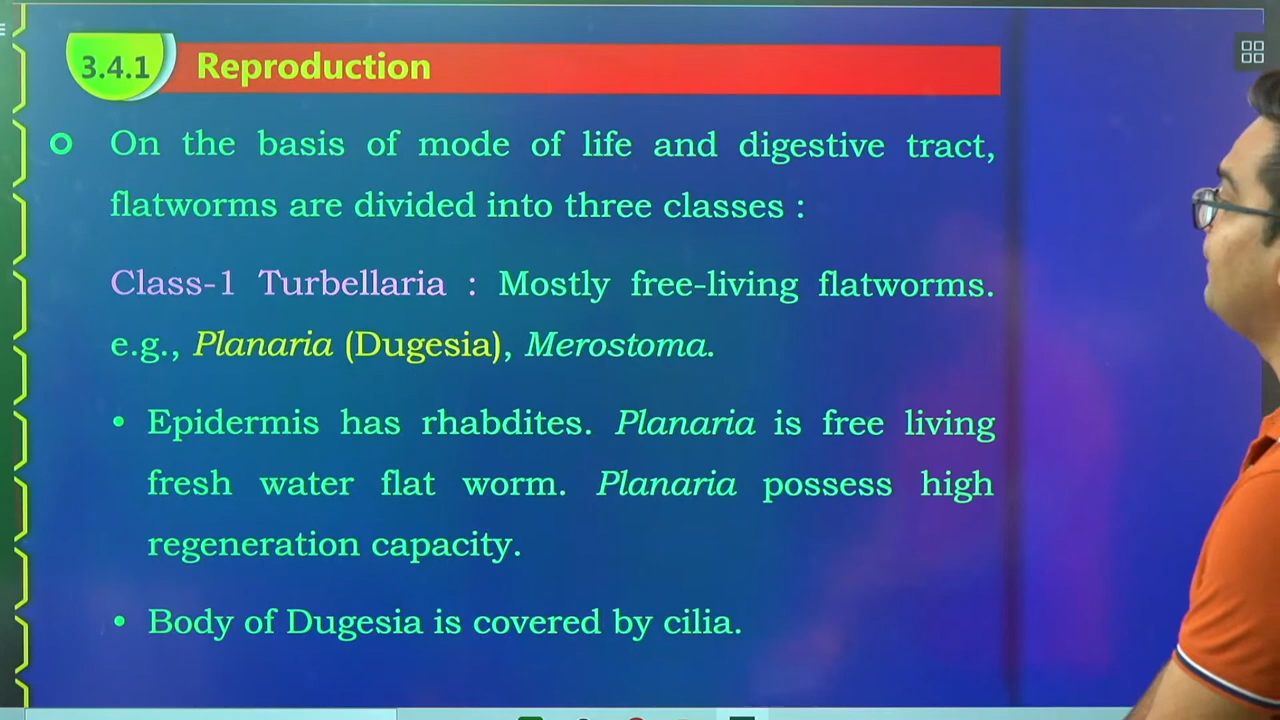 3.4.1 Reproduction
On the basis of mode of life and digestive tract,
flatworms are divided into three classes :
Class-1 Turbellaria : Mostly free-living flatworms.
e.g., Planaria (Dugesia), Merostoma.
• Epidermis has rhabdites. Planaria is free living
fresh water flat worm. Planaria possess high
regeneration capacity.
• Body of Dugesia is covered by cilia.